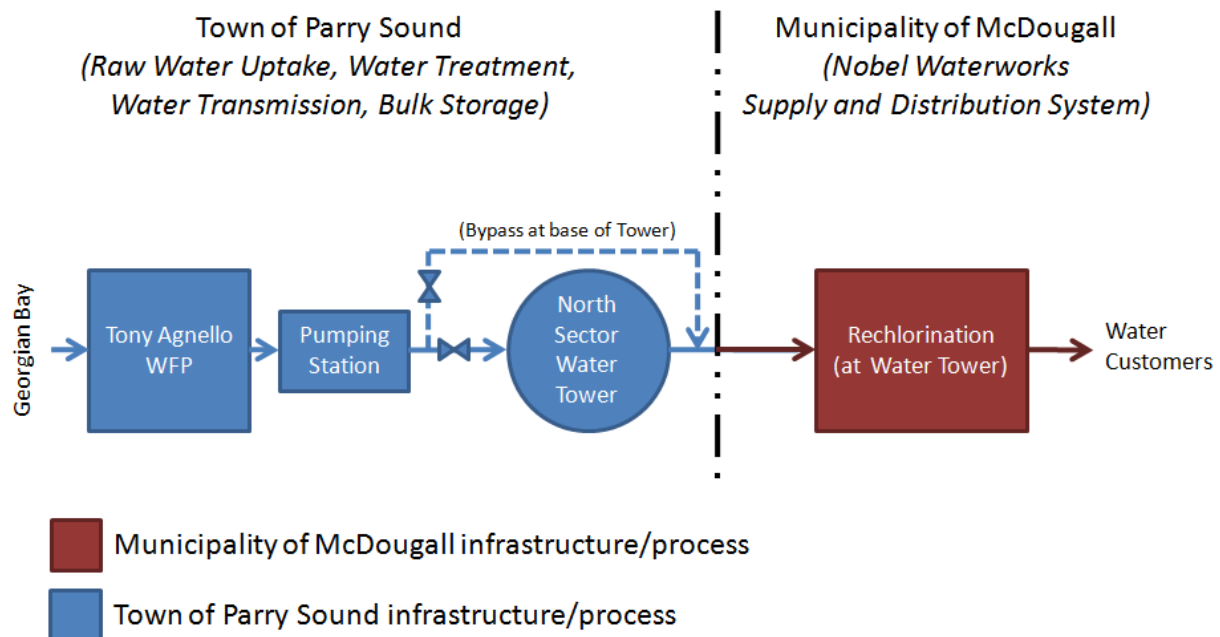 Town of Parry Sound
(Raw Water Uptake, Water Treatment,
Water Transmission, Bulk Storage)
Municipality of McDougall
(Nobel Waterworks
Supply and Distribution System)
(Bypass at base of Tower)
Georgian Bay
Tony Agnello
WFP
Pumping
Station
North
Sector
Water
Tower
Rechlorination
(at Water Tower)
Water
Customers
Municipality of McDougall infrastructure/process
Town of Parry Sound infrastructure/process